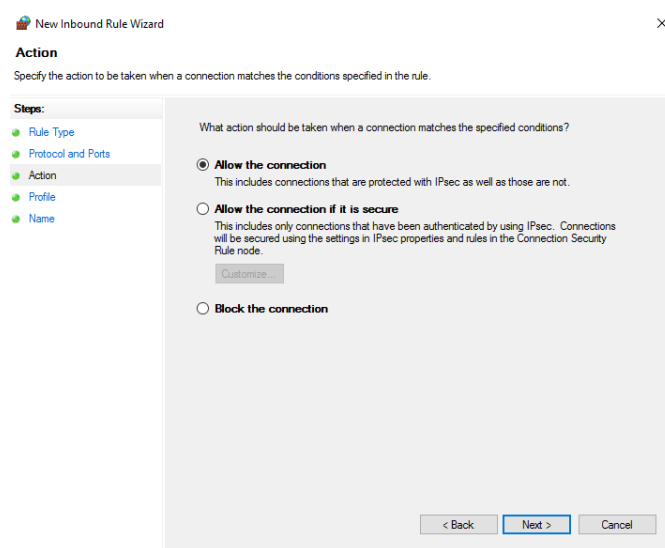 New Inbound Rule Wizard
Action
Specify the action to be taken when a connection matches the conditions specified in the rule.
Steps:
Rule Type
Protocol and Ports
Action
Profile
Name
What action should be taken when a connection matches the specified conditions?
Allow the connection
This includes connections that are protected with IPsec as well as those are not.
Allow the connection if it is secure
This includes only connections that have been authenticated by using IPsec. Connections
will be secured using the settings in IPsec properties and rules in the Connection Security
Rule node.
Customize...
Block the connection
< Back
Next >
Cancel